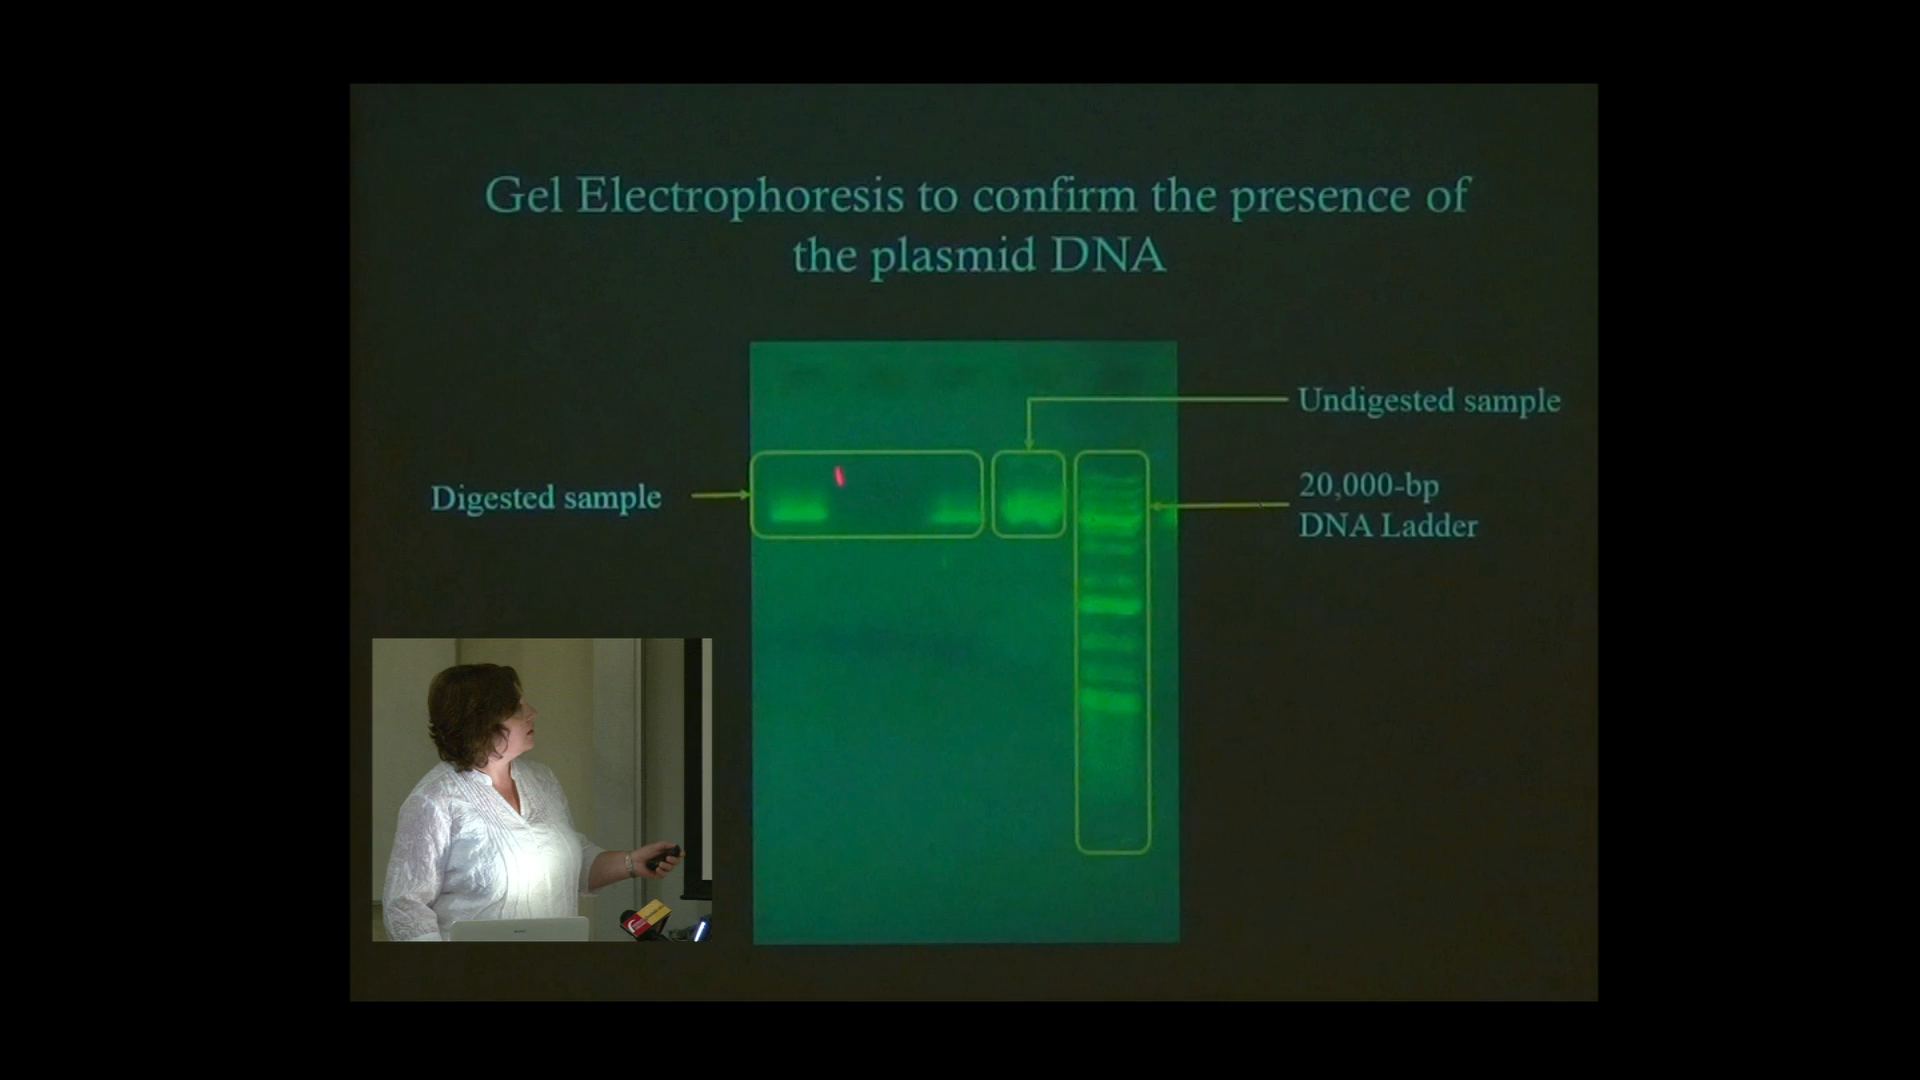 Gel Electrophoresis to confirm the presence of
the plasmid DNA
Undigested sample
Digested sample
20,000-bp
DNA Ladder